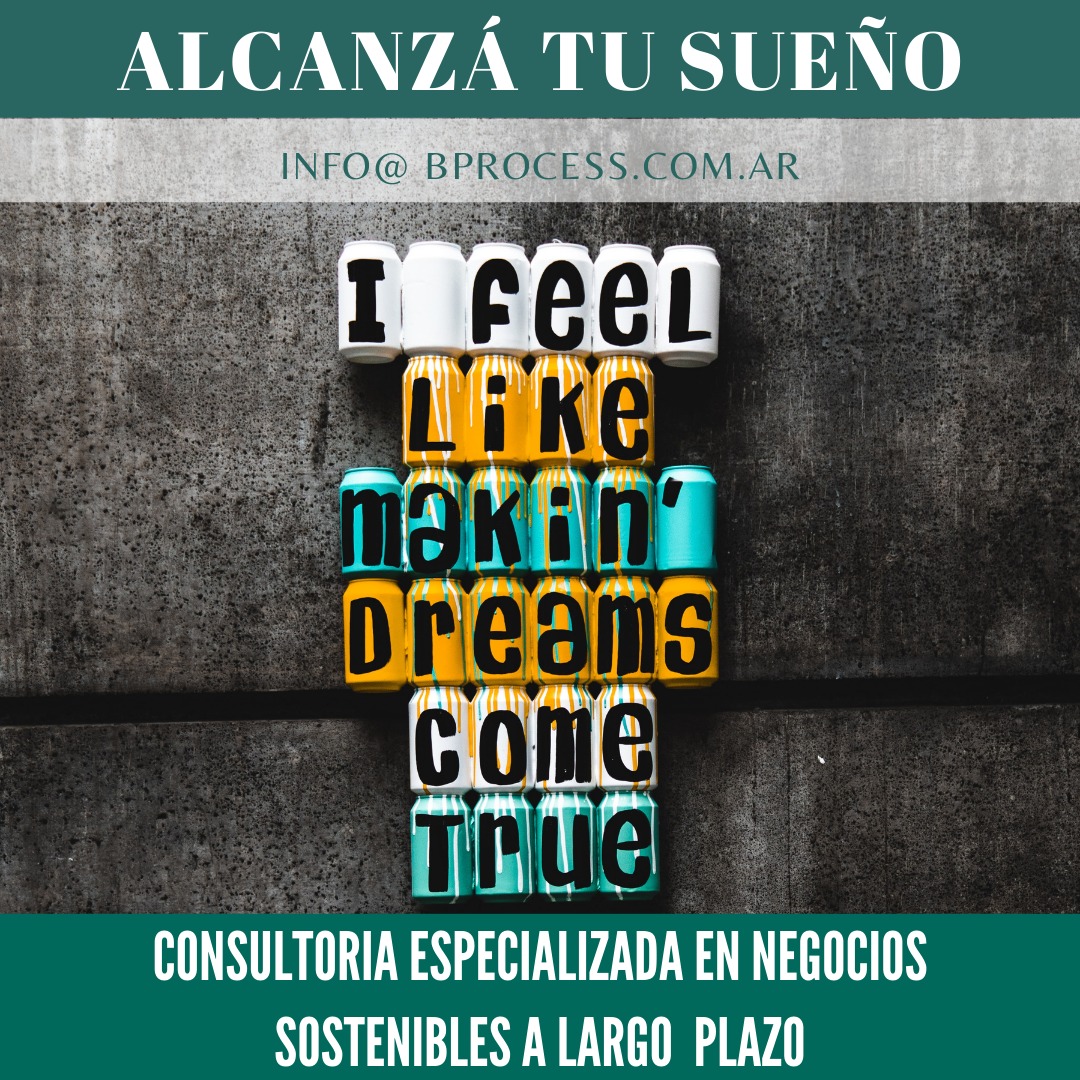 ALCANZÁ TU SUEÑO
INFO@ BPROCESS.COM.AR
I feel
Like
makin'
Dreams
come
True
CONSULTORIA ESPECIALIZADA EN NEGOCIOS
SOSTENIBLES A LARGO PLAZO